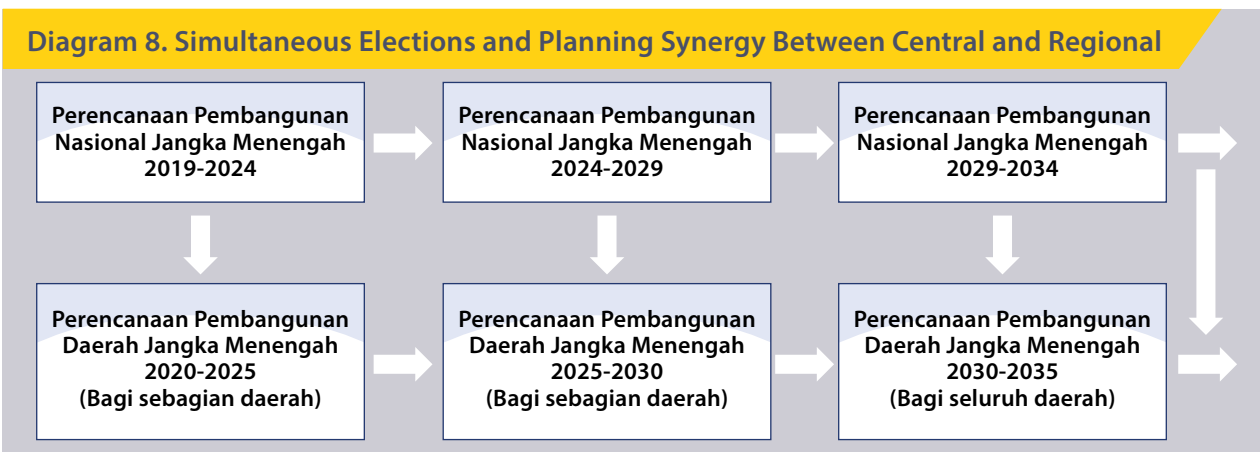 Diagram 8. Simultaneous Elections and Planning Synergy Between Central and Regional
Perencanaan Pembangunan
Nasional Jangka Menengah
2019-2024
Perencanaan Pembangunan
Nasional Jangka Menengah
2024-2029
Perencanaan Pembangunan
Nasional Jangka Menengah
2029-2034
Perencanaan Pembangunan
Daerah Jangka Menengah
2020-2025
(Bagi sebagian daerah)
Perencanaan Pembangunan
Daerah Jangka Menengah
2025-2030
(Bagi sebagian daerah)
Perencanaan Pembangunan
Daerah Jangka Menengah
2030-2035
(Bagi seluruh daerah)